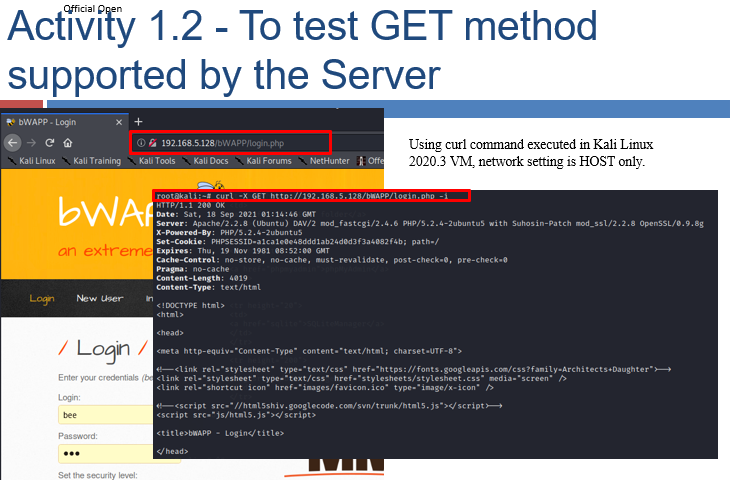 Official Open
Activity 1.2 - To test GET method
supported by the Server
bWAPP - Login
192.168.5.128/bWAPP/login.php
Kali Linux Kali Training Kali Tools Kali Docs Kali Forums NetHunter Offe
Using curl command executed in Kali Linux
2020.3 VM, network setting is HOST only.
bWAP
an extreme
Login New User In
/ Login /
Enter your credentials (be
Login:
bee
Password:
Set the security level:
root@kali:~# curl -X GET http://192.168.5.128/bWAPP/login.php -i
HTTP/1.1 200 OK
Date: Sat, 18 Sep 2021 01:14:46 GMT
Server: Apache/2.2.8 (Ubuntu) DAV/2 mod_fastcgi/2.4.6 PHP/5.2.4-2ubuntu5 with Suhosin-Patch mod_ssl/2.2.8 OpenSSL/0.9.8g
X-Powered-By: PHP/5.2.4-2ubuntu5
Set-Cookie: PHPSESSID=a1ca1e0e48ddd1ab24d0d3f3a4082f4b; path=/
Expires: Thu, 19 Nov 1981 08:52:00 GMT
Cache-Control: no-store, no-cache, must-revalidate, post-check=0, pre-check=0
Pragma: no-cache
Content-Length: 4019
Content-Type: text/html
<!DOCTYPE html>
<html>
<head>
<meta http-equiv="Content-Type" content="text/html; charset=UTF-8">
<!--<link rel="stylesheet" type="text/css" href="https://fonts.googleapis.com/css?family=Architects+Daughter">-->
<link rel="stylesheet" type="text/css" href="stylesheets/stylesheet.css" media="screen" />
<link rel="shortcut icon" href="images/favicon.ico" type="image/x-icon" />
<!--<script src="//html5shiv.googlecode.com/svn/trunk/html5.js"></script>-->
<script src="js/html5.js"></script>
<title>bWAPP - Login</title>
</head>